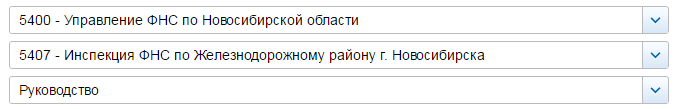 5400 - Управление ФНС по Новосибирской области
5407 - Инспекция ФНС по Железнодорожному району г. Новосибирска
Руководство